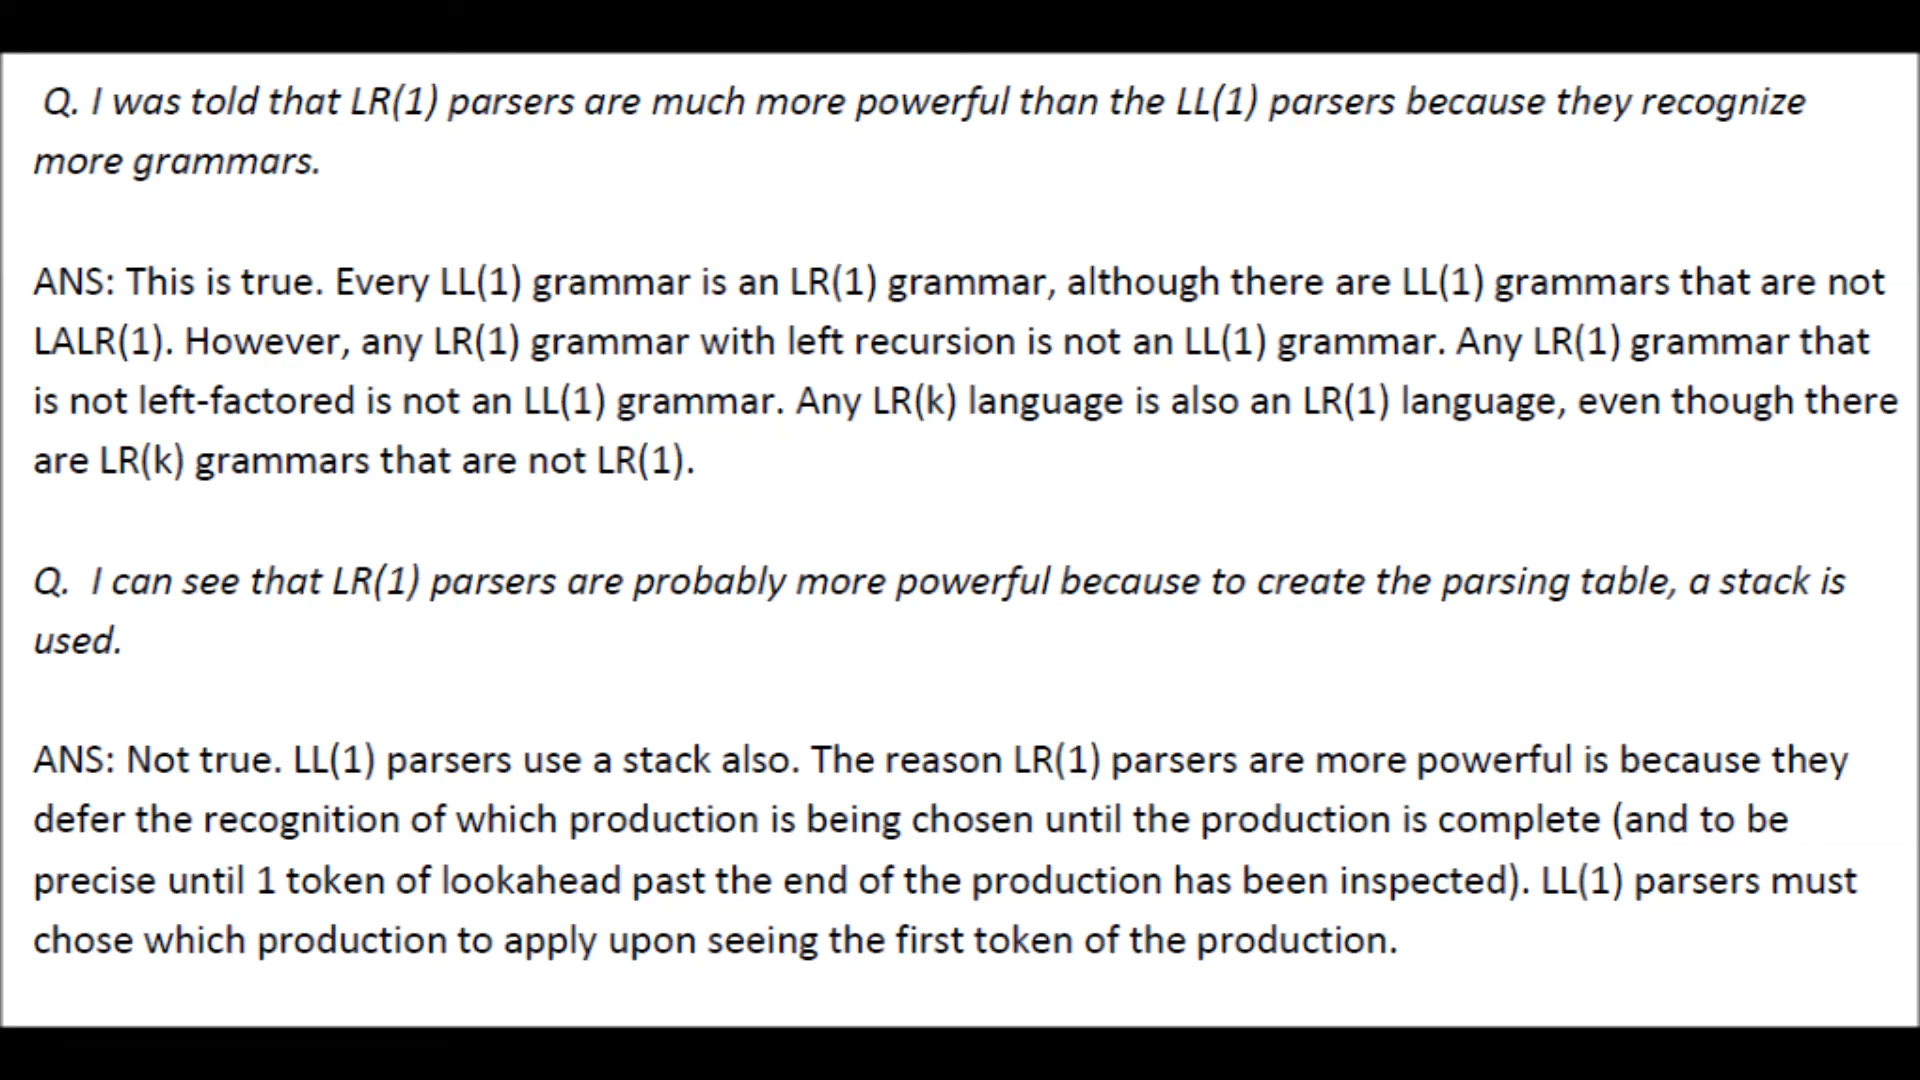 Q. I was told that LR(1) parsers are much more powerful than the LL(1) parsers because they recognize
more grammars.
ANS: This is true. Every LL(1) grammar is an LR(1) grammar, although there are LL(1) grammars that are not
LALR(1). However, any LR(1) grammar with left recursion is not an LL(1) grammar. Any LR(1) grammar that
is not left-factored is not an LL(1) grammar. Any LR(k) language is also an LR(1) language, even though there
are LR(k) grammars that are not LR(1).
Q. I can see that LR(1) parsers are probably more powerful because to create the parsing table, a stack is
used.
ANS: Not true. LL(1) parsers use a stack also. The reason LR(1) parsers are more powerful is because they
defer the recognition of which production is being chosen until the production is complete (and to be
precise until 1 token of lookahead past the end of the production has been inspected). LL(1) parsers must
chose which production to apply upon seeing the first token of the production.